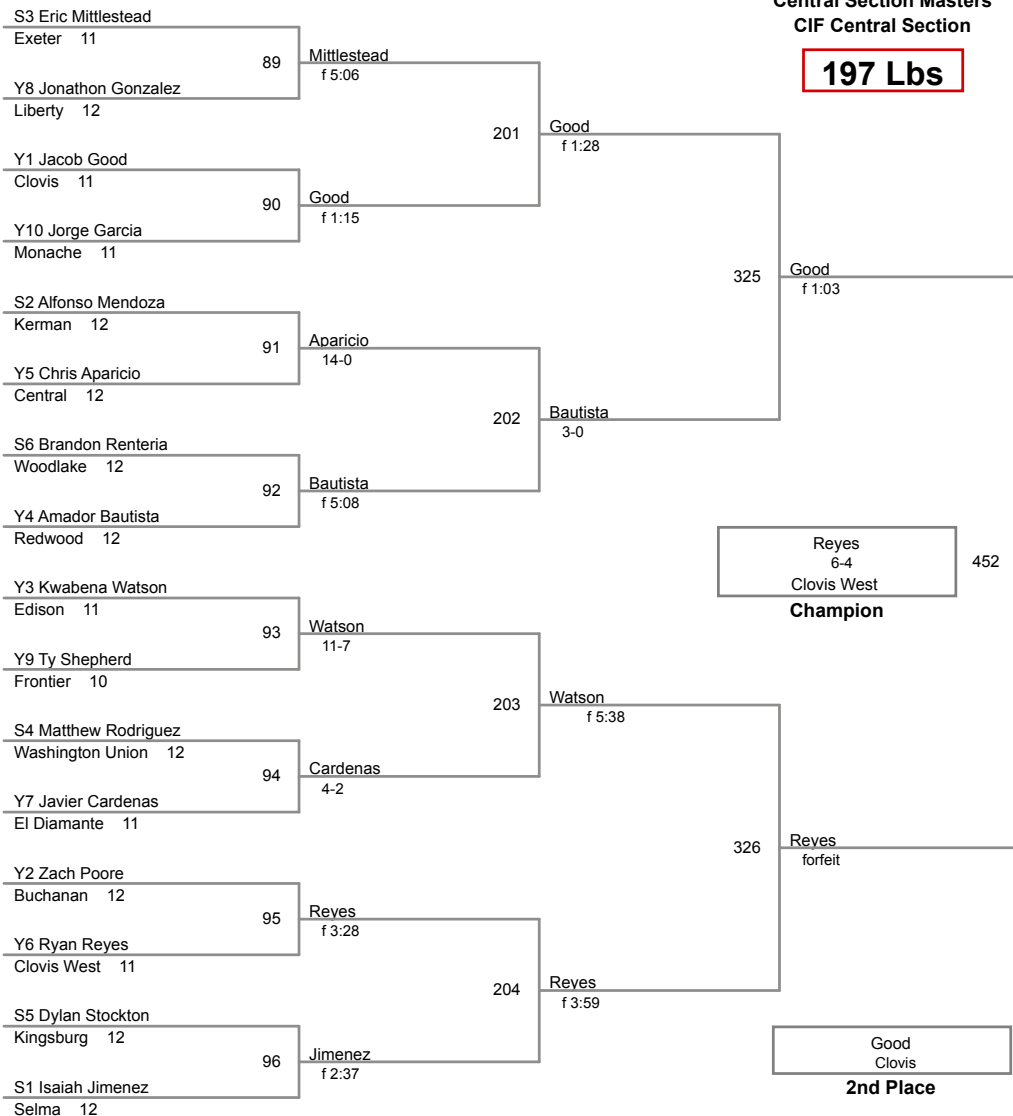 Central Section Masters
CIF Central Section
197 Lbs
S3 Eric Mittlestead
Exeter 11
89
Mittlestead
f 5:06
Y8 Jonathon Gonzalez
Liberty 12
201
Good
f 1:28
Y1 Jacob Good
Clovis 11
90
Good
f 1:15
Y10 Jorge Garcia
Monache 11
325
Good
f 1:03
S2 Alfonso Mendoza
Kerman 12
91
Aparicio
14-0
Y5 Chris Aparicio
Central 12
202
Bautista
3-0
S6 Brandon Renteria
Woodlake 12
92
Bautista
f 5:08
Y4 Amador Bautista
Redwood 12
Reyes
6-4
Clovis West
452
Champion
Y3 Kwabena Watson
Edison 11
93
Watson
11-7
Y9 Ty Shepherd
Frontier 10
203
Watson
f 5:38
S4 Matthew Rodriguez
Washington Union 12
94
Cardenas
4-2
Y7 Javier Cardenas
El Diamante 11
326
Reyes
forfeit
Y2 Zach Poore
Buchanan 12
95
Reyes
f 3:28
Y6 Ryan Reyes
Clovis West 11
204
Reyes
f 3:59
S5 Dylan Stockton
Kingsburg 12
96
Jimenez
f 2:37
S1 Isaiah Jimenez
Selma 12
Good
Clovis
2nd Place